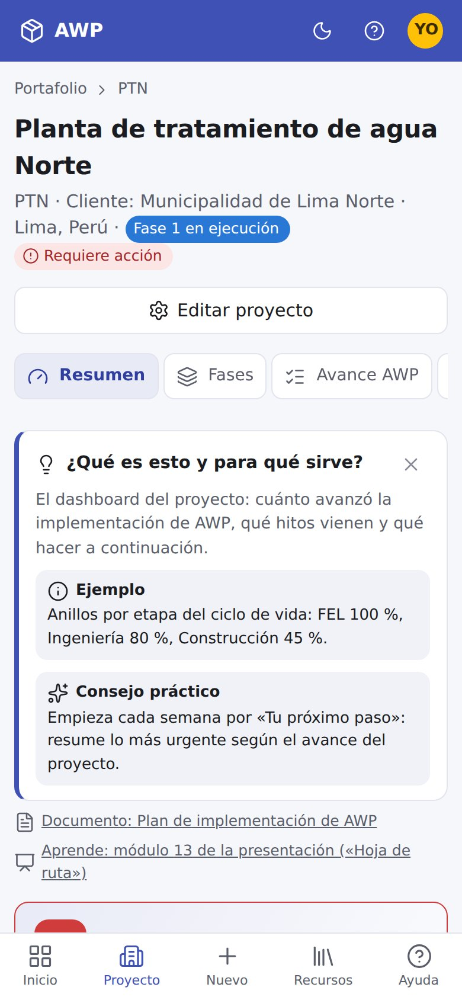 AWP
YO
Portafolio > PTN
Planta de tratamiento de agua
Norte
PTN · Cliente: Municipalidad de Lima Norte ·
Lima, Perú · Fase 1 en ejecución
Requiere acción
Editar proyecto
Resumen Fases Avance AWP
¿Qué es esto y para qué sirve?
El dashboard del proyecto: cuánto avanzó la
implementación de AWP, qué hitos vienen y qué
hacer a continuación.
Ejemplo
Anillos por etapa del ciclo de vida: FEL 100 %,
Ingeniería 80 %, Construcción 45 %.
Consejo práctico
Empieza cada semana por «Tu próximo paso»:
resume lo más urgente según el avance del
proyecto.
Documento: Plan de implementación de AWP
Aprende: módulo 13 de la presentación («Hoja de
ruta»)
Inicio Proyecto Nuevo Recursos Ayuda